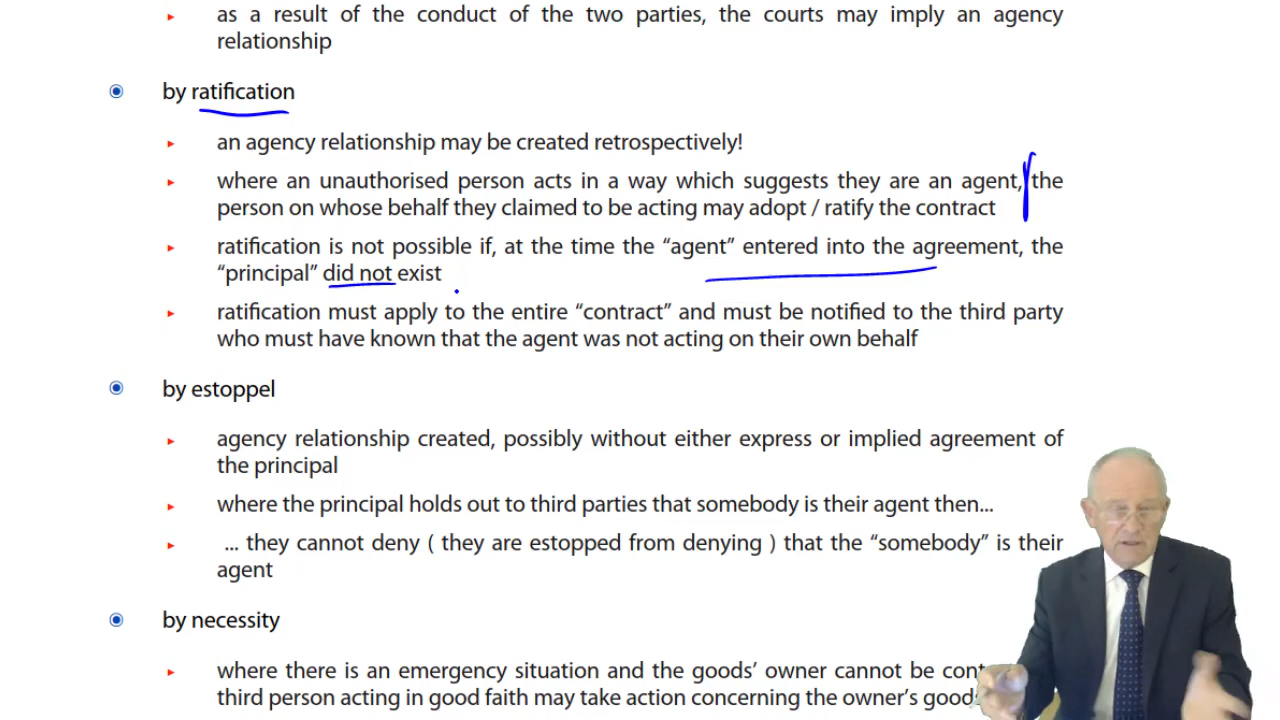 as a result of the conduct of the two parties, the courts may imply an agency
relationship
by ratification
an agency relationship may be created retrospectively!
where an unauthorised person acts in a way which suggests they are an agent, the
person on whose behalf they claimed to be acting may adopt / ratify the contract
ratification is not possible if, at the time the “agent” entered into the agreement, the
“principal” did not exist
ratification must apply to the entire “contract” and must be notified to the third party
who must have known that the agent was not acting on their own behalf
by estoppel
agency relationship created, possibly without either express or implied agreement of
the principal
where the principal holds out to third parties that somebody is their agent then...
... they cannot deny ( they are estopped from denying ) that the “somebody” is their
agent
by necessity
where there is an emergency situation and the goods’ owner cannot be
third person acting in good faith may take action concerning the owner’s